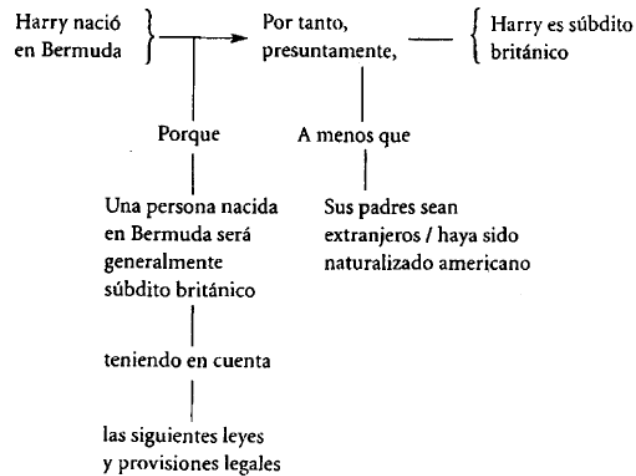 Harry nació
en Bermuda
Por tanto,
presuntamente,
Harry es súbdito
británico
Porque
A menos que
Una persona nacida
en Bermuda será
generalmente
súbdito británico
Sus padres sean
extranjeros / haya sido
naturalizado americano
teniendo en cuenta
las siguientes leyes
y provisiones legales